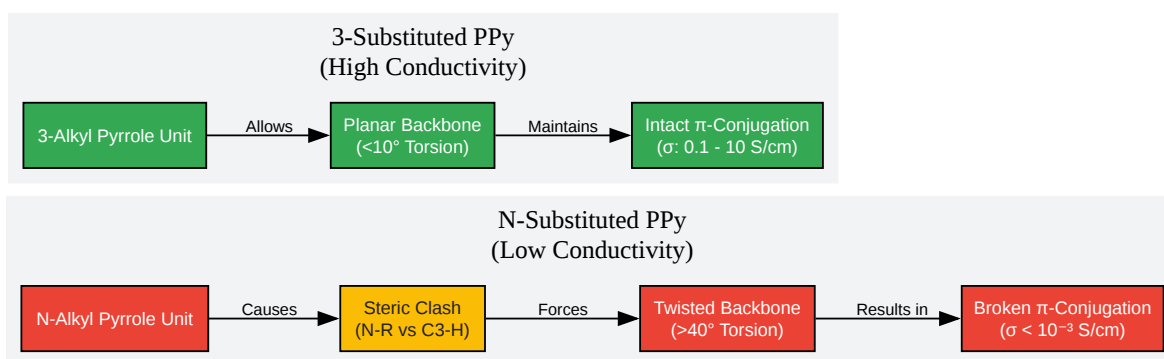 3-Substituted PPy
(High Conductivity)
3-Alkyl Pyrrole Unit
Allows
Planar Backbone
(<10° Torsion)
Maintains
Intact π-Conjugation
(σ: 0.1 - 10 S/cm)
N-Substituted PPy
(Low Conductivity)
N-Alkyl Pyrrole Unit
Causes
Steric Clash
(N-R vs C3-H)
Forces
Twisted Backbone
(>40° Torsion)
Results in
Broken π-Conjugation
(σ < 10⁻³ S/cm)